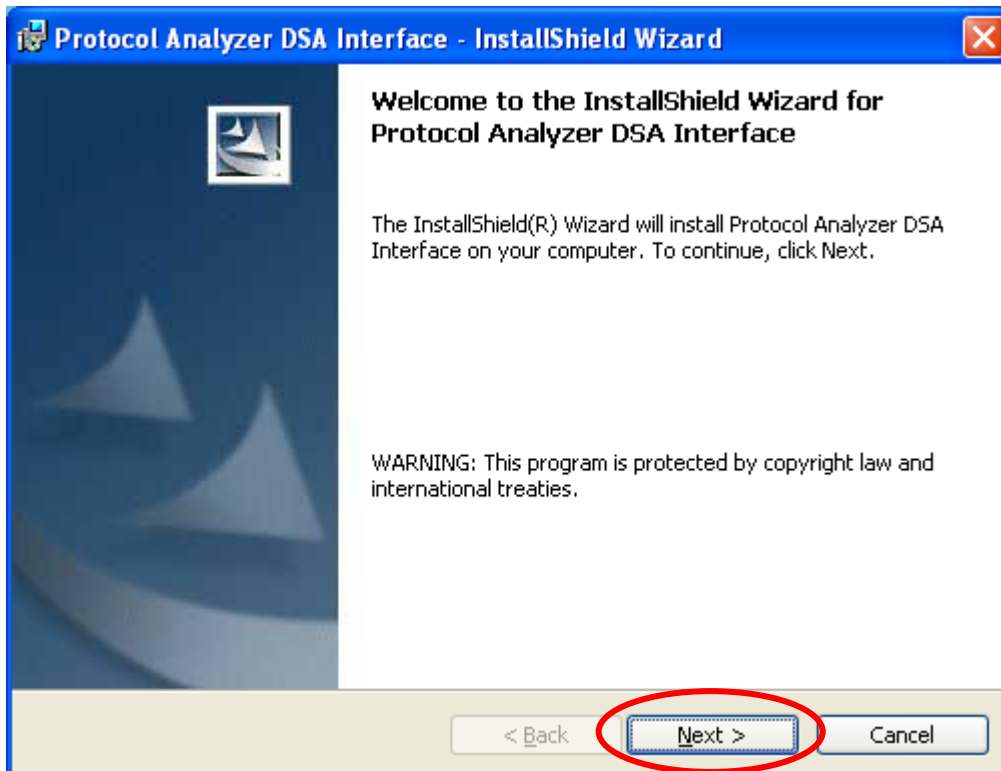 Protocol Analyzer DSA Interface - InstallShield Wizard
Welcome to the InstallShield Wizard for
Protocol Analyzer DSA Interface
The InstallShield(R) Wizard will install Protocol Analyzer DSA
Interface on your computer. To continue, click Next.
WARNING: This program is protected by copyright law and
international treaties.
< Back Next > Cancel